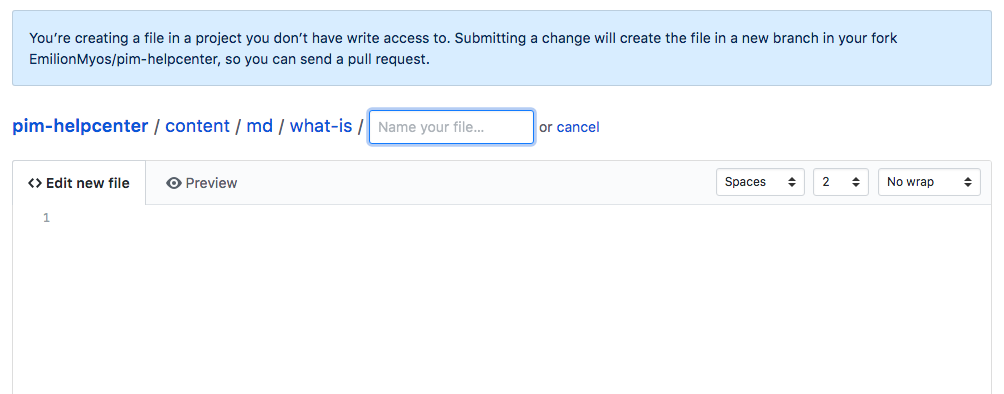 You’re creating a file in a project you don’t have write access to. Submitting a change will create the file in a new branch in your fork
EmilionMyos/pim-helpcenter, so you can send a pull request.
pim-helpcenter / content / md / what-is / Name your file... or cancel
<> Edit new file Preview Spaces 2 No wrap
1